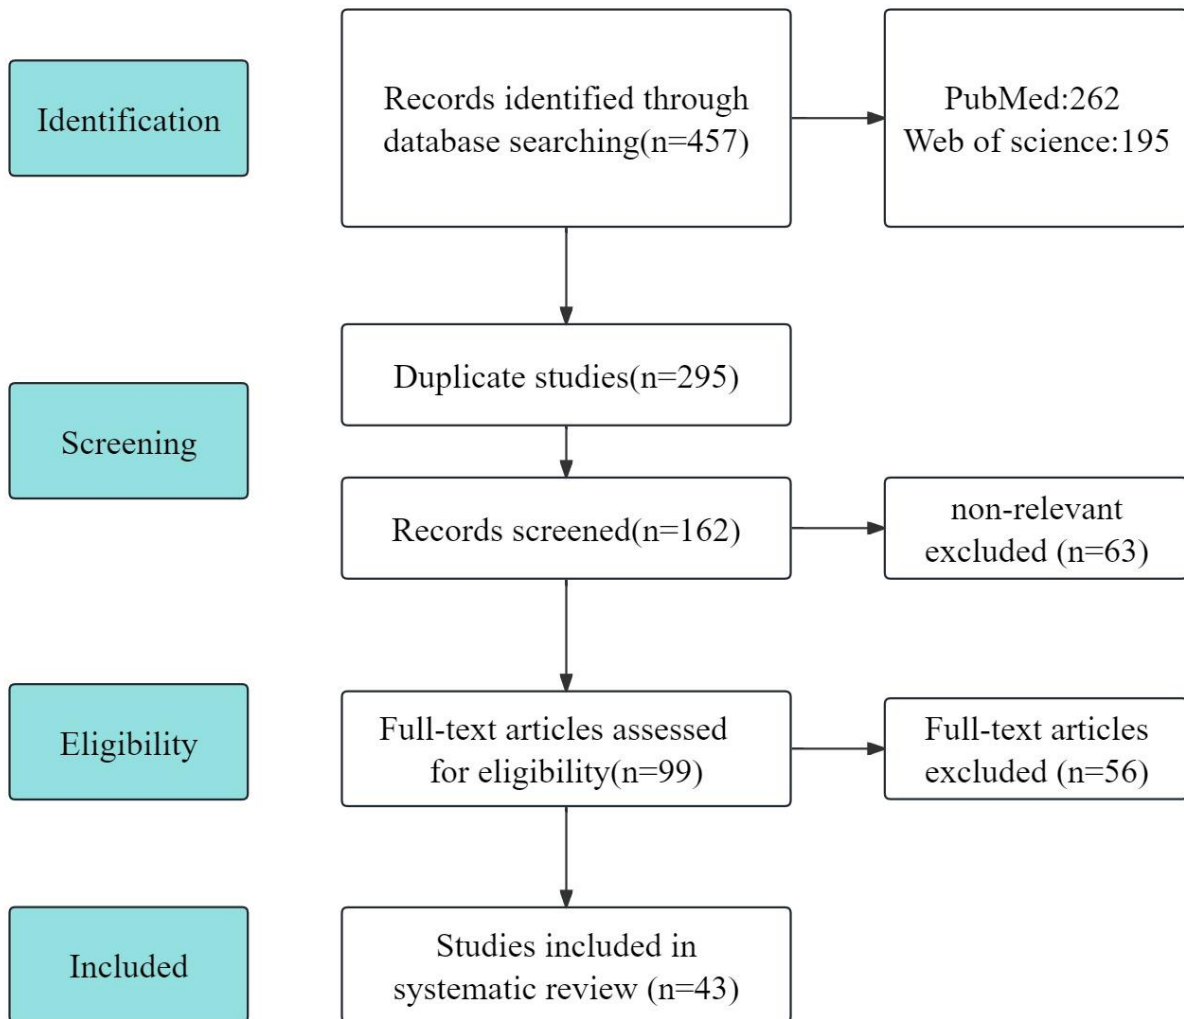 Identification
Records identified through
database searching(n=457)
PubMed:262
Web of science:195
Screening
Duplicate studies(n=295)
Records screened(n=162)
non-relevant
excluded (n=63)
Eligibility
Full-text articles assessed
for eligibility(n=99)
Full-text articles
excluded (n=56)
Included
Studies included in
systematic review (n=43)